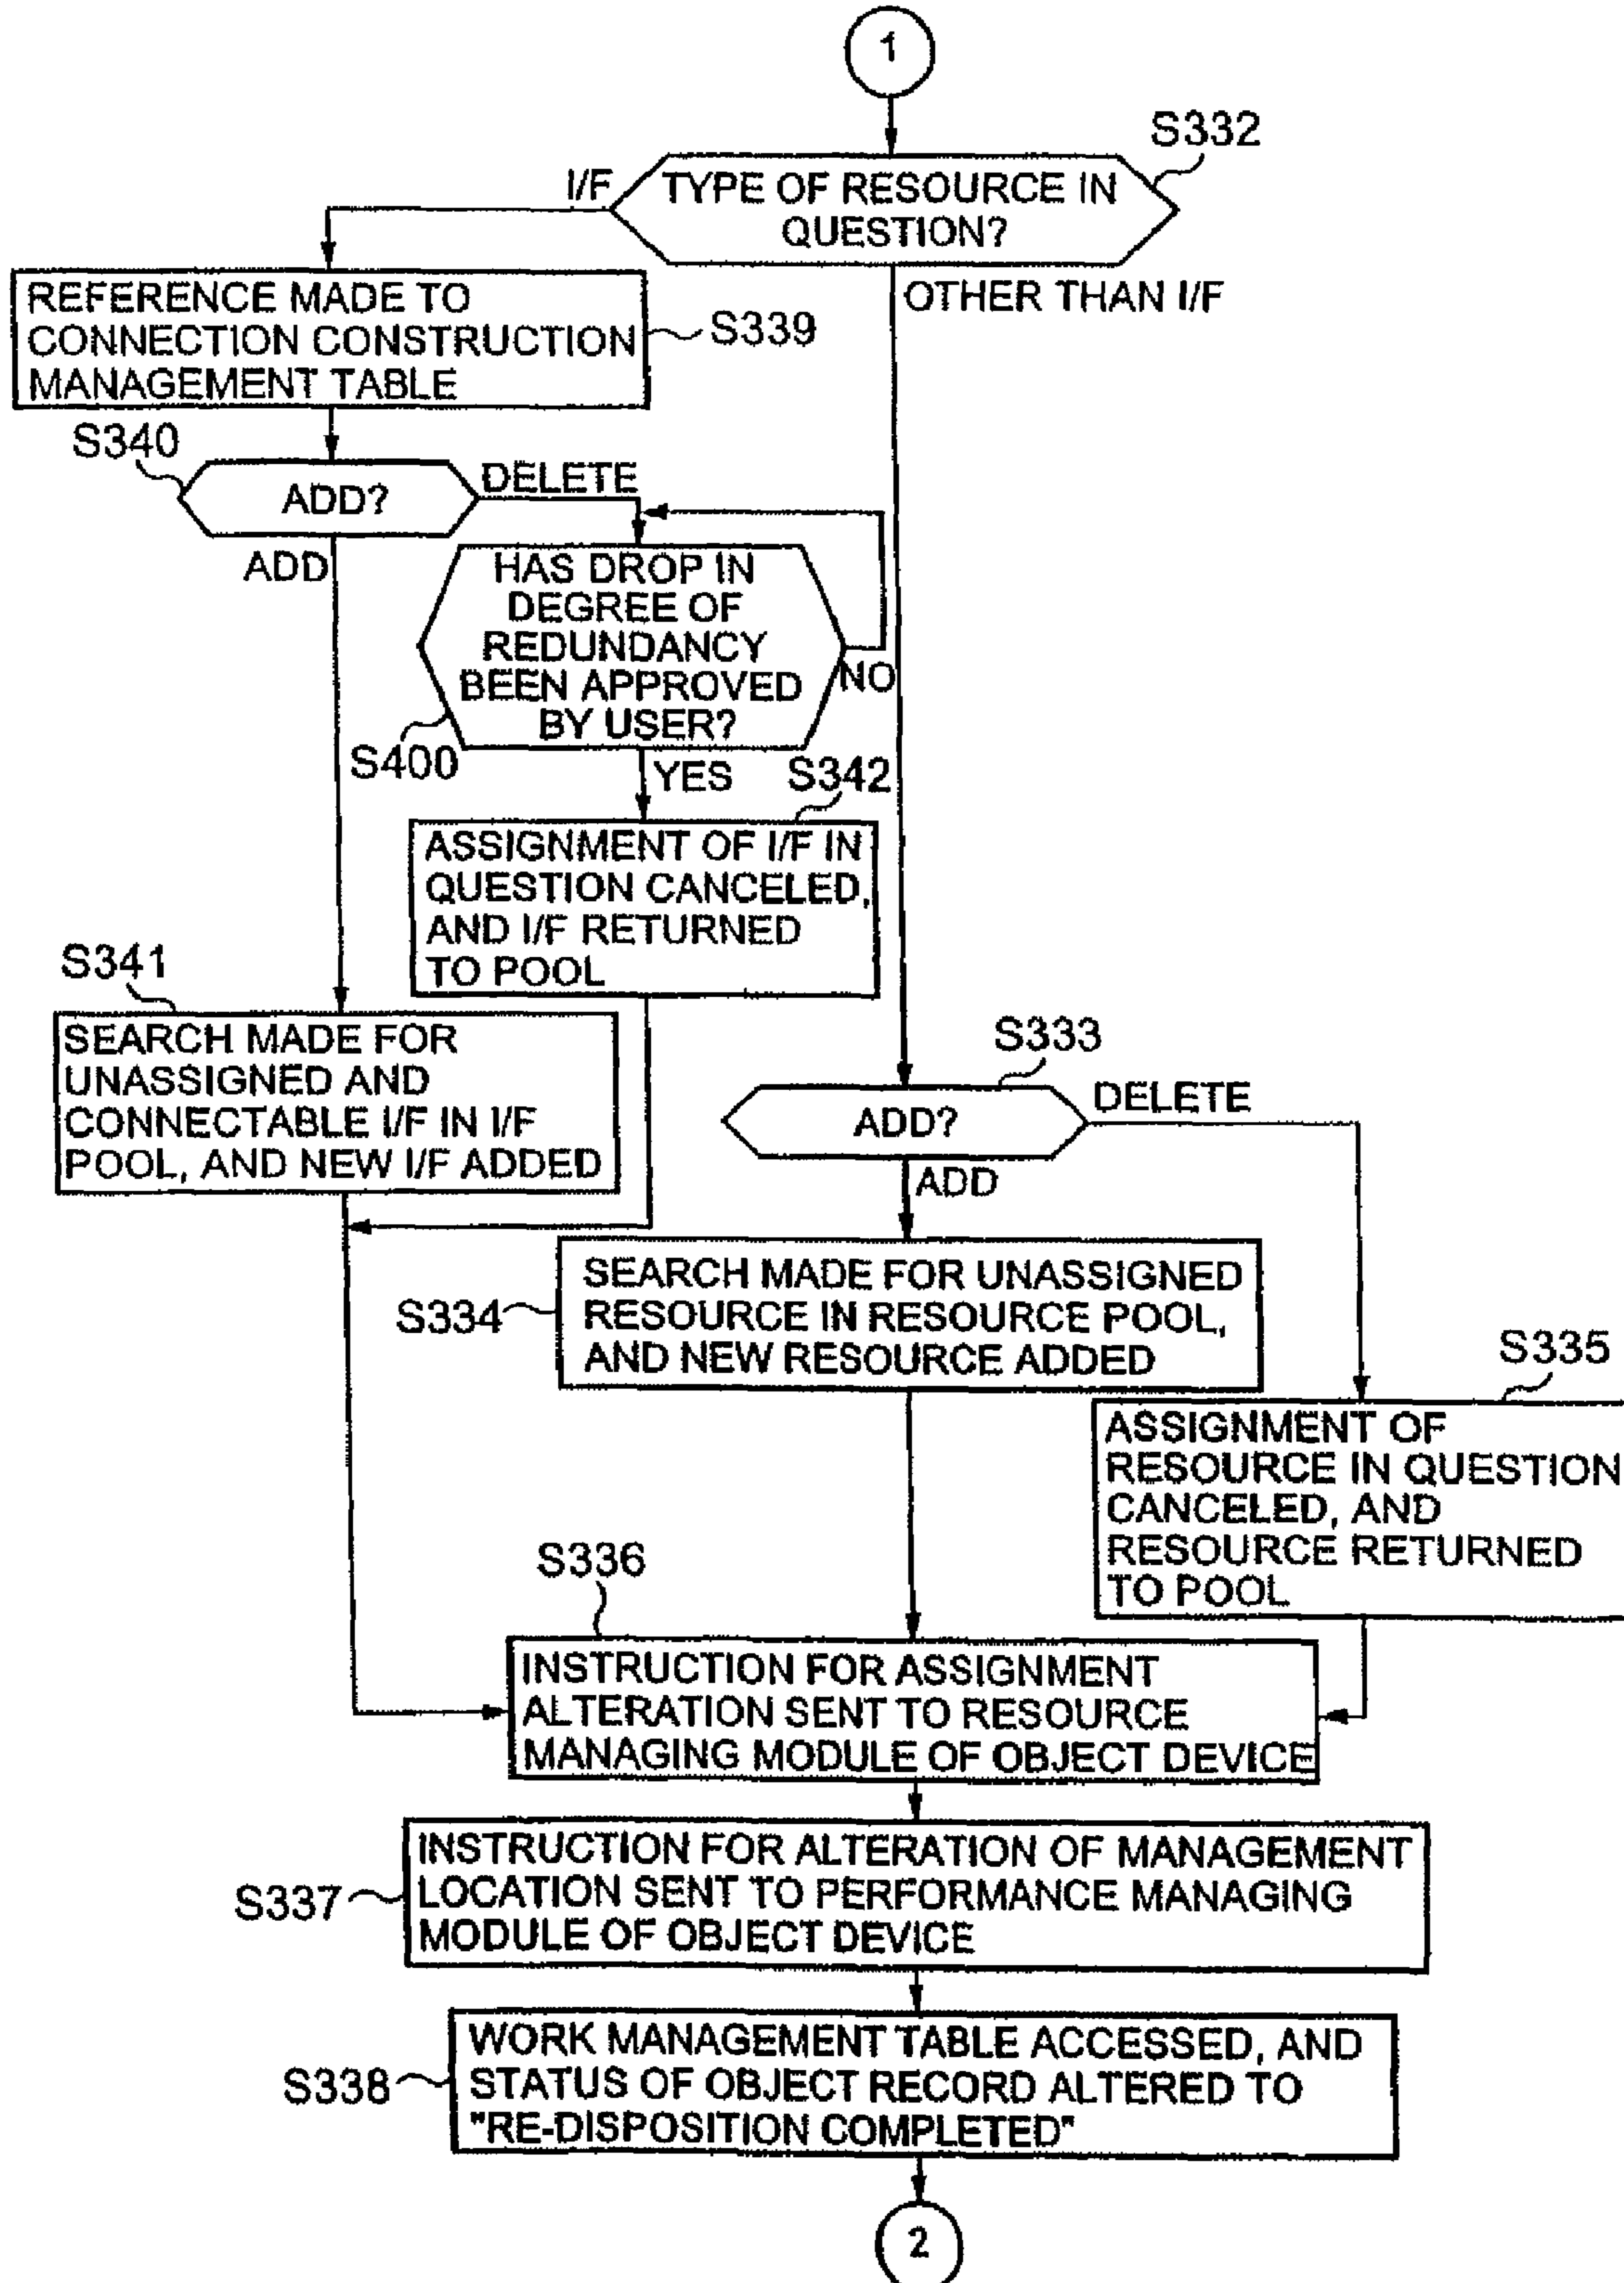 1
S332
I/F
TYPE OF RESOURCE IN
QUESTION?
OTHER THAN I/F
REFERENCE MADE TO
CONNECTION CONSTRUCTION
MANAGEMENT TABLE
S339
S340
ADD?
DELETE
ADD
HAS DROP IN
DEGREE OF
REDUNDANCY
BEEN APPROVED
BY USER?
NO
S400
YES
S342
ASSIGNMENT OF I/F IN
QUESTION CANCELED,
AND I/F RETURNED
TO POOL
S341
SEARCH MADE FOR
UNASSIGNED AND
CONNECTABLE I/F IN I/F
POOL, AND NEW I/F ADDED
S333
ADD?
DELETE
ADD
S334
SEARCH MADE FOR UNASSIGNED
RESOURCE IN RESOURCE POOL,
AND NEW RESOURCE ADDED
S335
ASSIGNMENT OF
RESOURCE IN QUESTION
CANCELED, AND
RESOURCE RETURNED
TO POOL
S336
INSTRUCTION FOR ASSIGNMENT
ALTERATION SENT TO RESOURCE
MANAGING MODULE OF OBJECT DEVICE
S337
INSTRUCTION FOR ALTERATION OF MANAGEMENT
LOCATION SENT TO PERFORMANCE MANAGING
MODULE OF OBJECT DEVICE
S338
WORK MANAGEMENT TABLE ACCESSED, AND
STATUS OF OBJECT RECORD ALTERED TO
"RE-DISPOSITION COMPLETED"
2